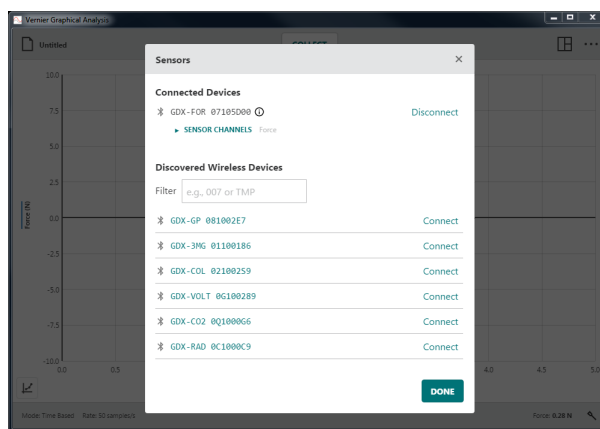 Vernier Graphical Analysis
Untitled
COLLECT
Sensors
Connected Devices
GDX-FOR 07105D00
Disconnect
SENSOR CHANNELS Force
Discovered Wireless Devices
Filter e.g., 007 or TMP
GDX-GP 081002E7 Connect
GDX-3MG 01100186 Connect
GDX-COL 02100259 Connect
GDX-VOLT 0G100289 Connect
GDX-CO2 0Q1000G6 Connect
GDX-RAD 0C1000C9 Connect
DONE
Force (N)
10.0
7.5
5.0
2.5
0.0
-2.5
-5.0
-7.5
-10.0
0.0 0.5 4.0 4.5 5.0
Mode: Time Based Rate: 50 samples/s Force: 0.28 N